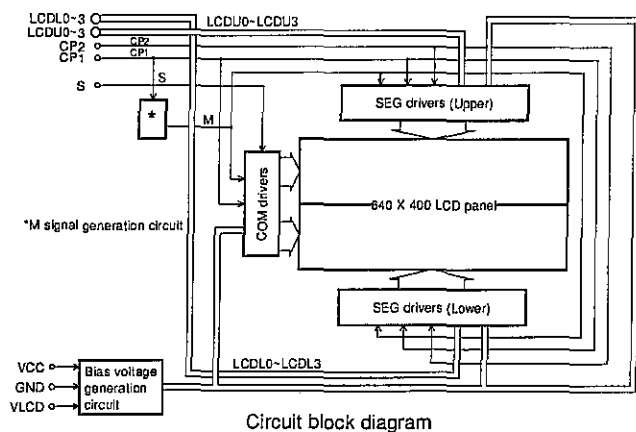 LCDL0~3
LCDU0~3
CP2
CP1
S
LCDU0~LCDU3
CP2
CP1
S
M
*
SEG drivers (Upper)
COM drivers
640 X 400 LCD panel
*M signal generation circuit
SEG drivers (Lower)
LCDL0~LCDL3
VCC
GND
VLCD
Bias voltage
generation
circuit
Circuit block diagram